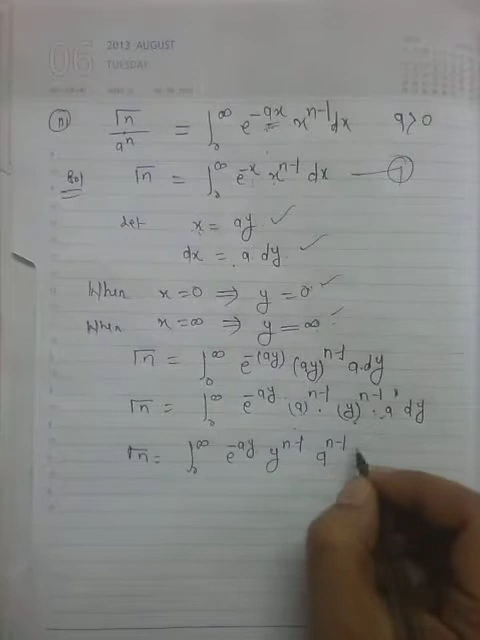 06 2013 AUGUST
TUESDAY
(n) Γn/aⁿ = ∫₀^∞ e^(-ax) x^(n-1) dx a>0
Sol Γn = ∫₀^∞ e^(-x) x^(n-1) dx — (1)
Let x = ay ✓
dx = a dy ✓
When x=0 ⇒ y=0 ✓
When x=∞ ⇒ y=∞ ✓
Γn = ∫₀^∞ e^(-(ay)) (ay)^(n-1) a·dy
Γn = ∫₀^∞ e^(-ay) · (a)^(n-1) · (y)^(n-1) · a¹ dy
Γn = ∫₀^∞ e^(-ay) y^(n-1) a^(n-1)